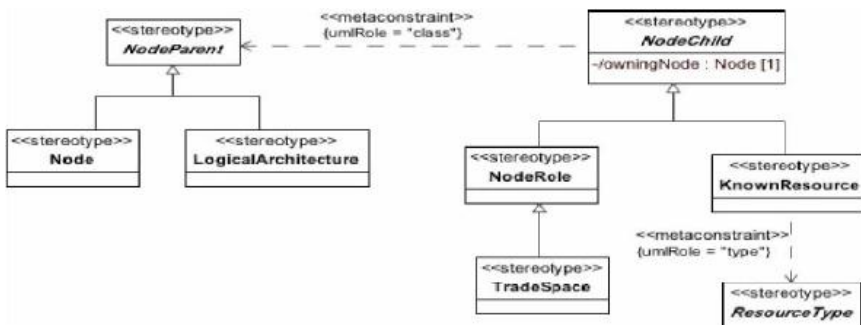 <<stereotype>>
NodeParent
<<metaconstraint>>
{umlRole = "class"}
<<stereotype>>
NodeChild
-/owningNode : Node [1]
<<stereotype>>
Node
<<stereotype>>
LogicalArchitecture
<<stereotype>>
NodeRole
<<stereotype>>
KnownResource
<<metaconstraint>>
{umlRole = "type"}
<<stereotype>>
TradeSpace
<<stereotype>>
ResourceType